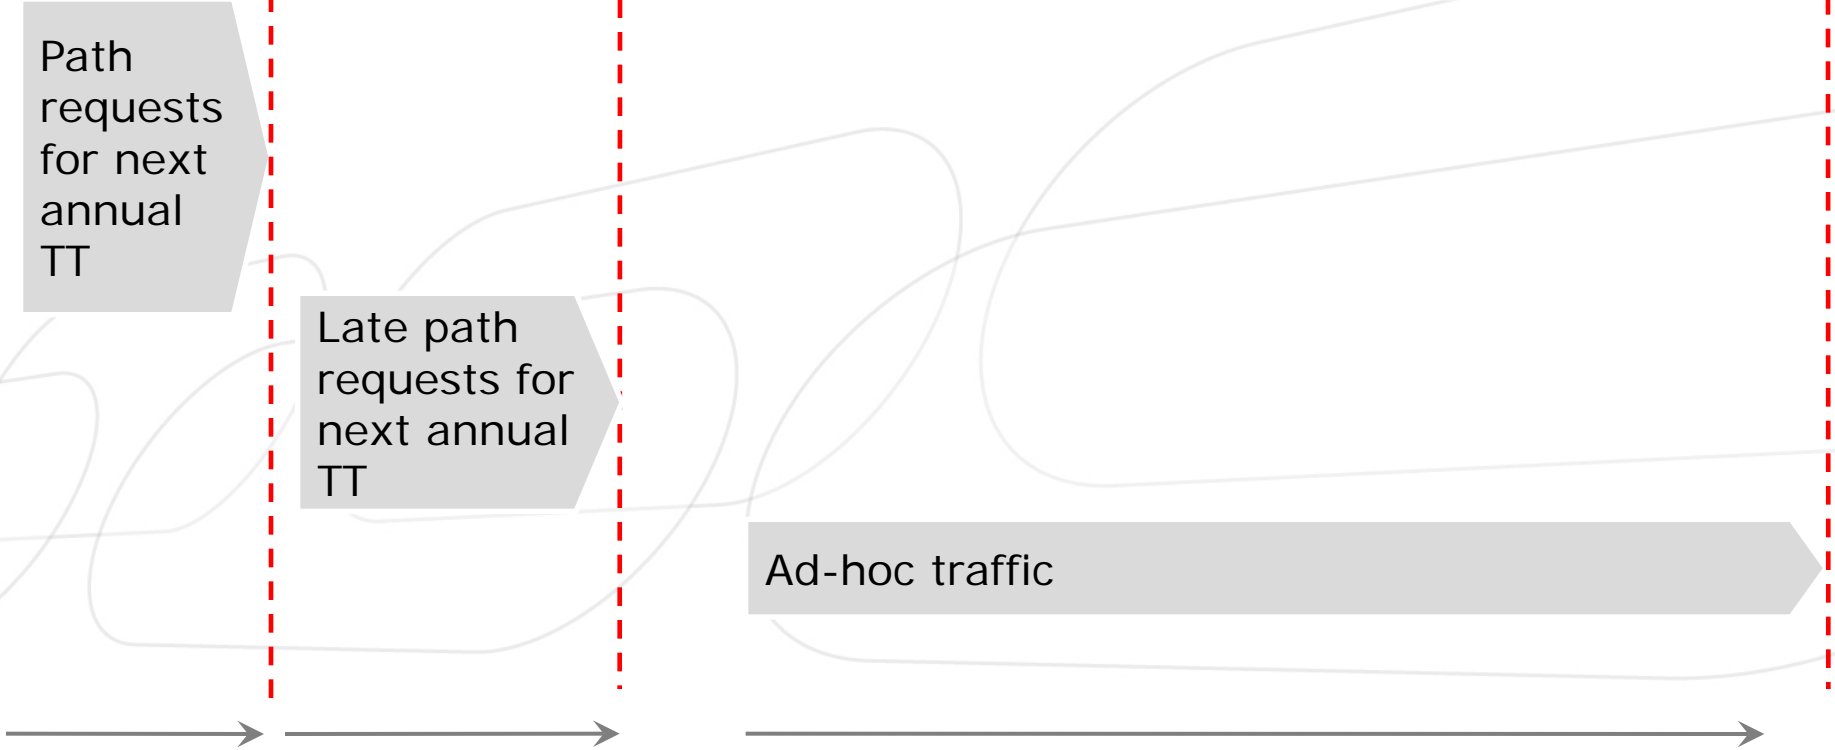 Path
requests
for next
annual
TT
Late path
requests for
next annual
TT
Ad-hoc traffic